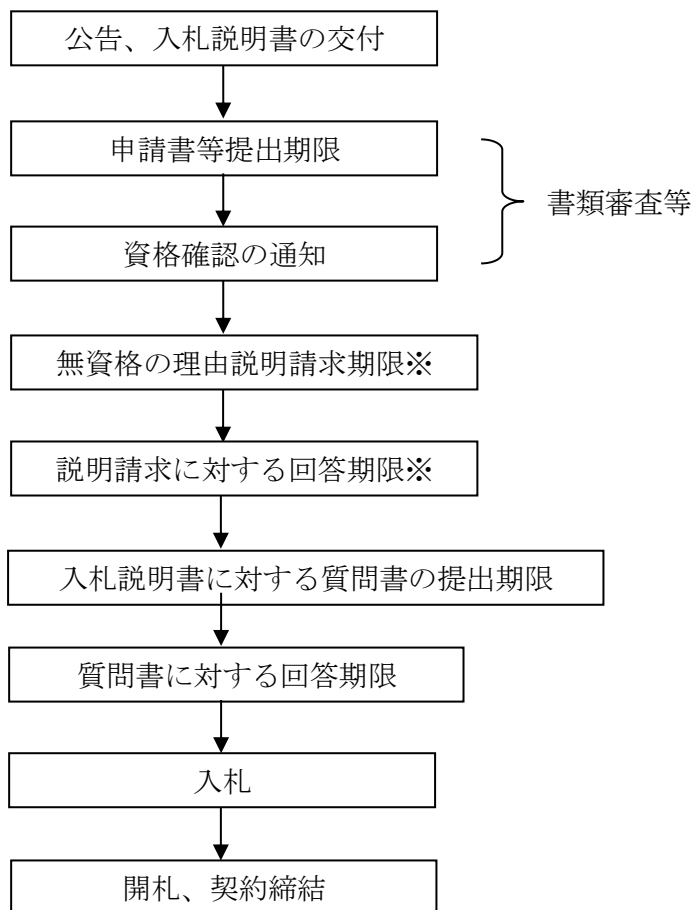 公告、入札説明書の交付
申請書等提出期限
書類審査等
資格確認の通知
無資格の理由説明請求期限※
説明請求に対する回答期限※
入札説明書に対する質問書の提出期限
質問書に対する回答期限
入札
開札、契約締結